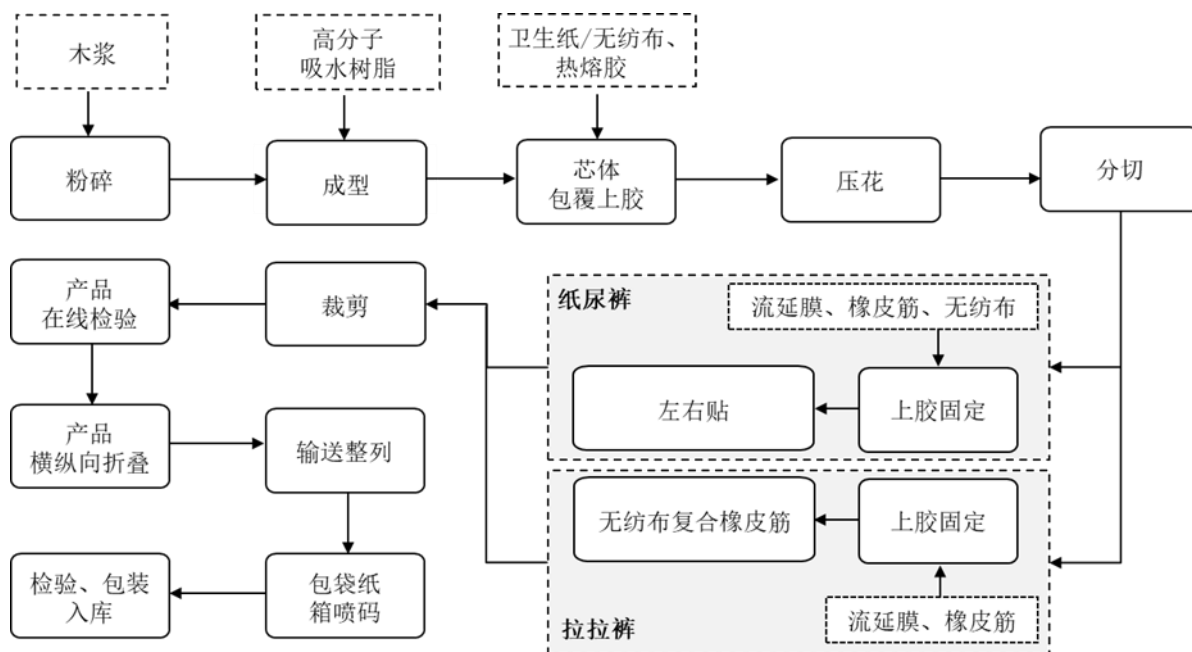 木浆
高分子
吸水树脂
卫生纸/无纺布、
热熔胶
粉碎
成型
芯体
包覆上胶
压花
分切
产品
在线检验
裁剪
纸尿裤
流延膜、橡皮筋、无纺布
左右贴
上胶固定
产品
横纵向折叠
输送整列
无纺布复合橡皮筋
上胶固定
检验、包装
入库
包袋纸
箱喷码
流延膜、橡皮筋
拉拉裤